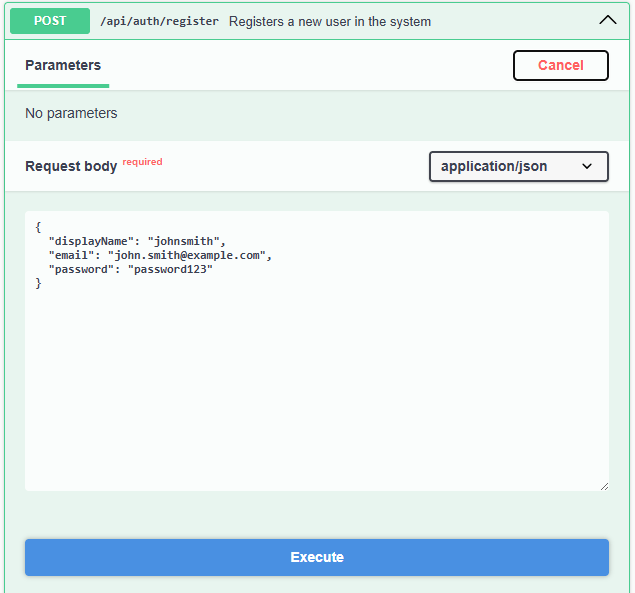 POST /api/auth/register Registers a new user in the system
Parameters Cancel
No parameters
Request body required application/json
{
  "displayName": "johnsmith",
  "email": "john.smith@example.com",
  "password": "password123"
}
Execute